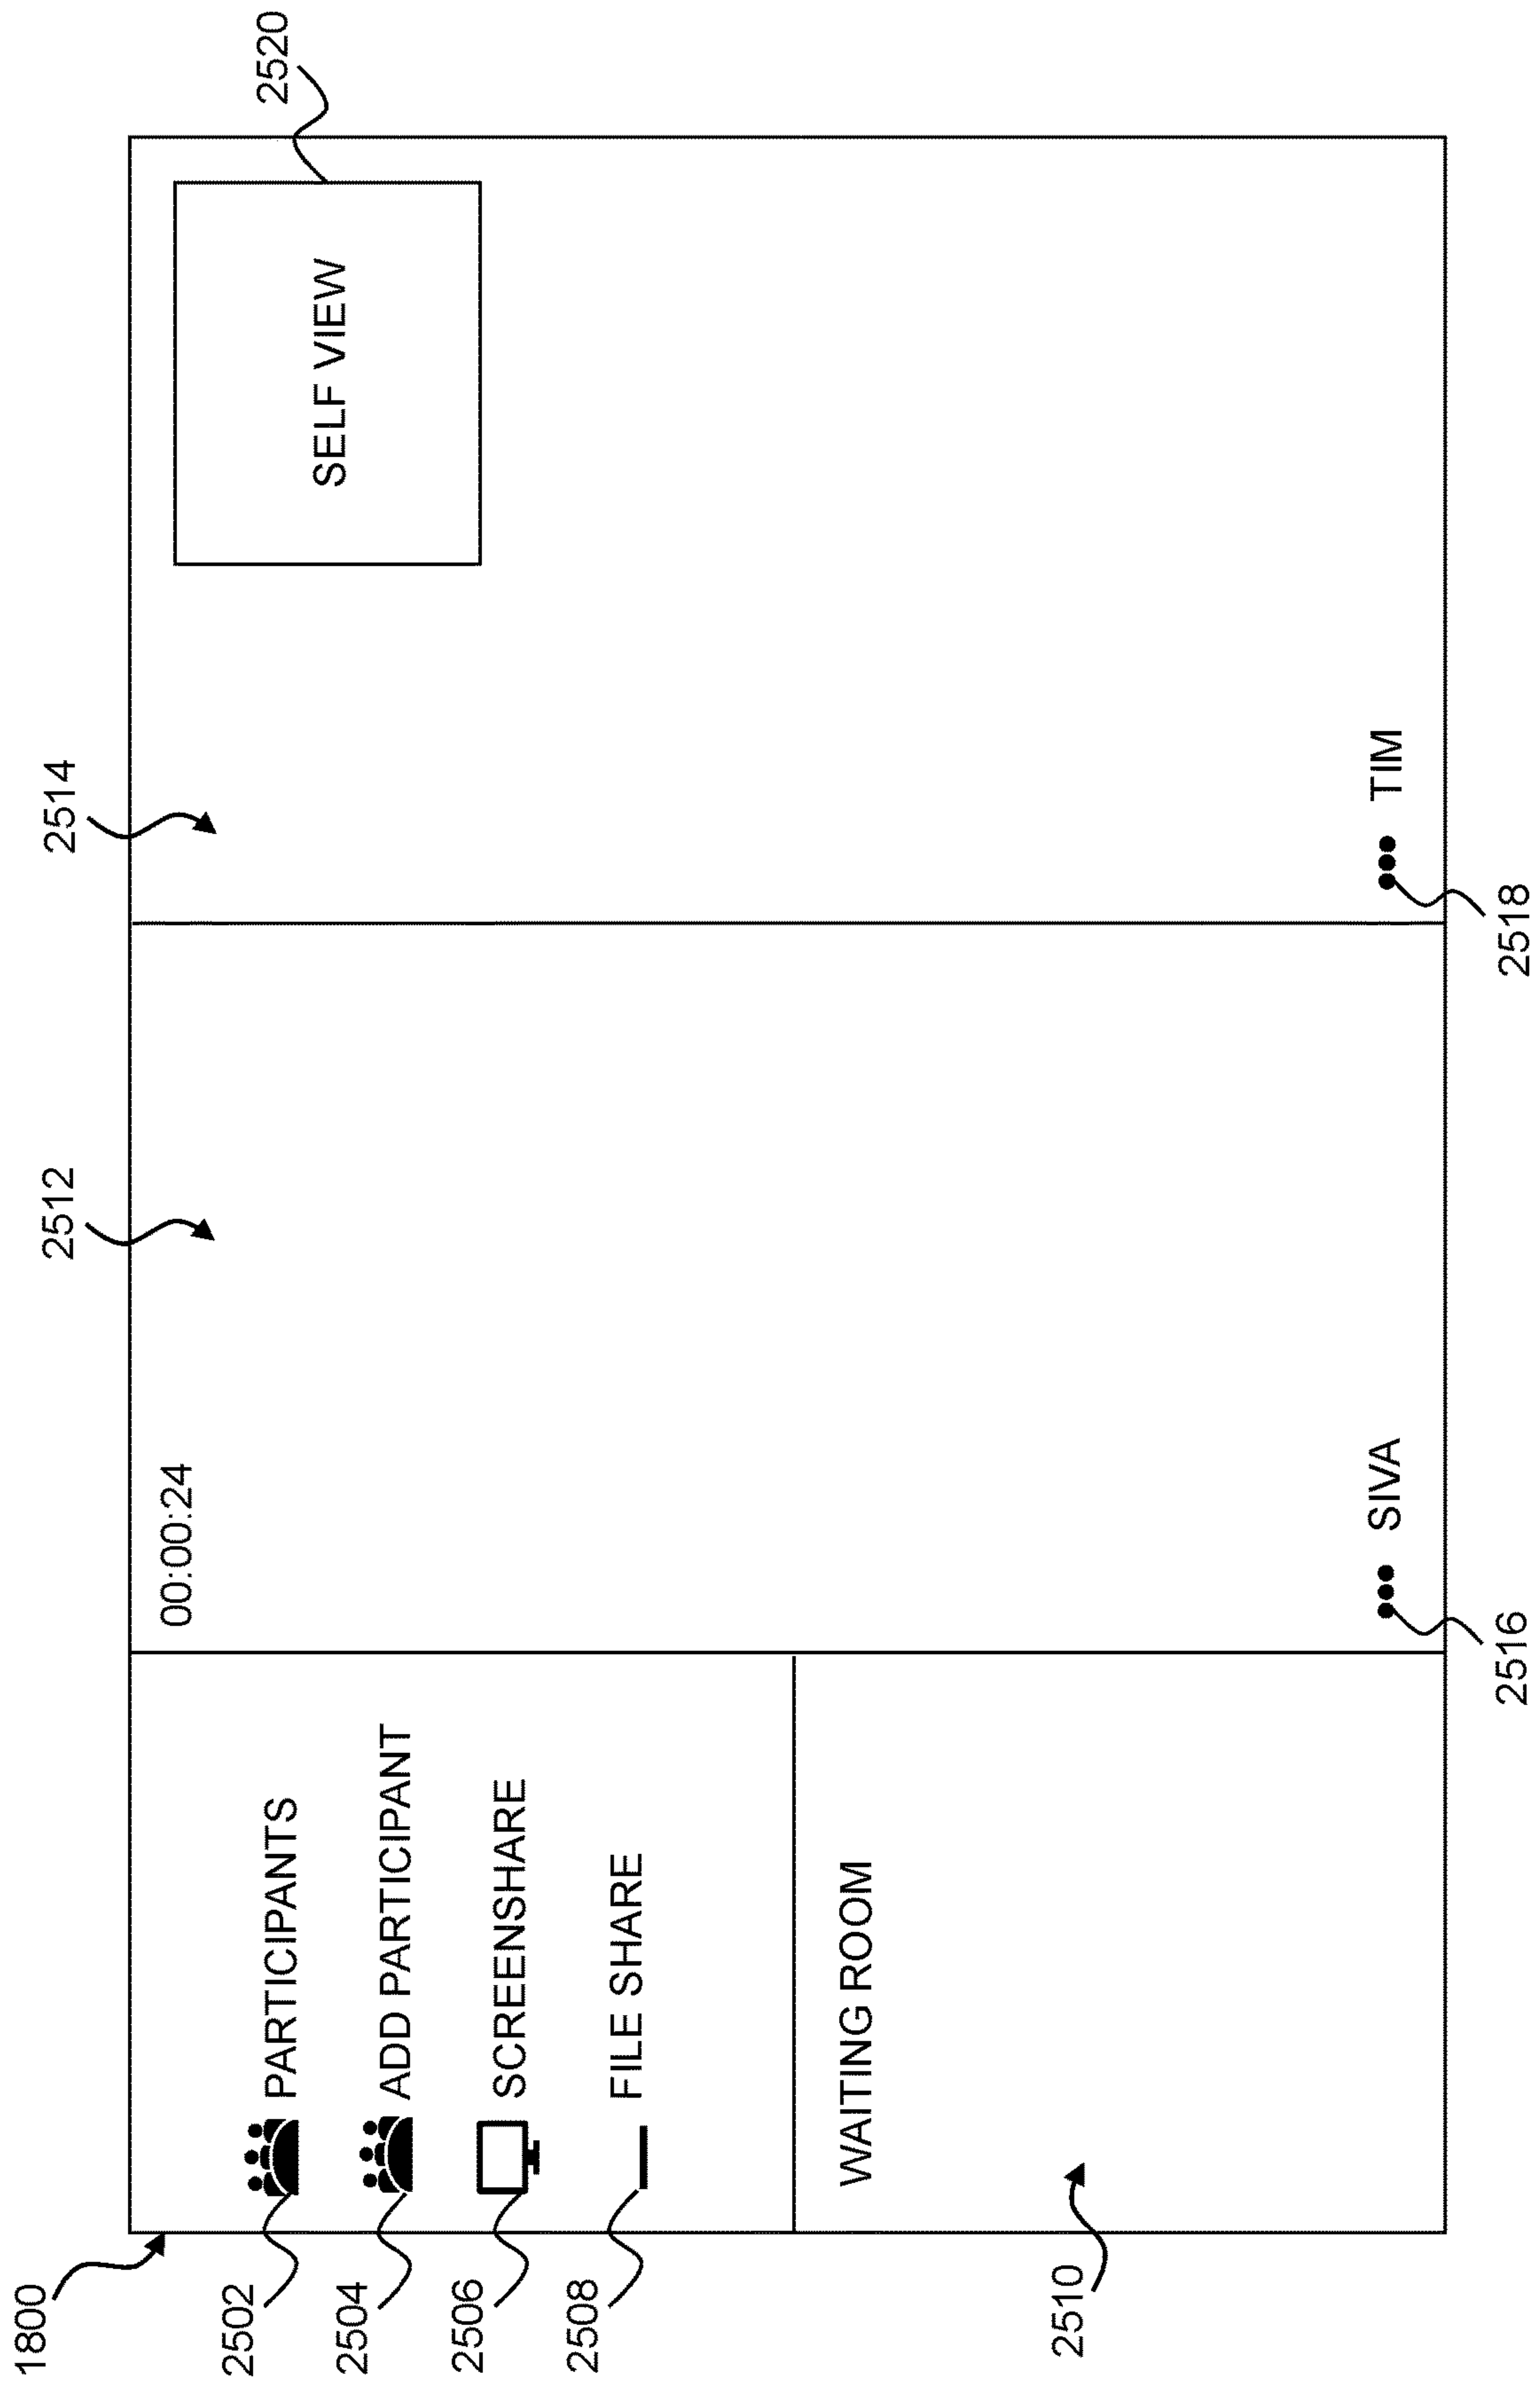 1800
2514
2512
2520
00:00:24
SELF VIEW
2502
PARTICIPANTS
2504
ADD PARTICIPANT
2506
SCREENSHARE
2508
FILE SHARE
WAITING ROOM
2510
SIVA
TIM
2516
2518